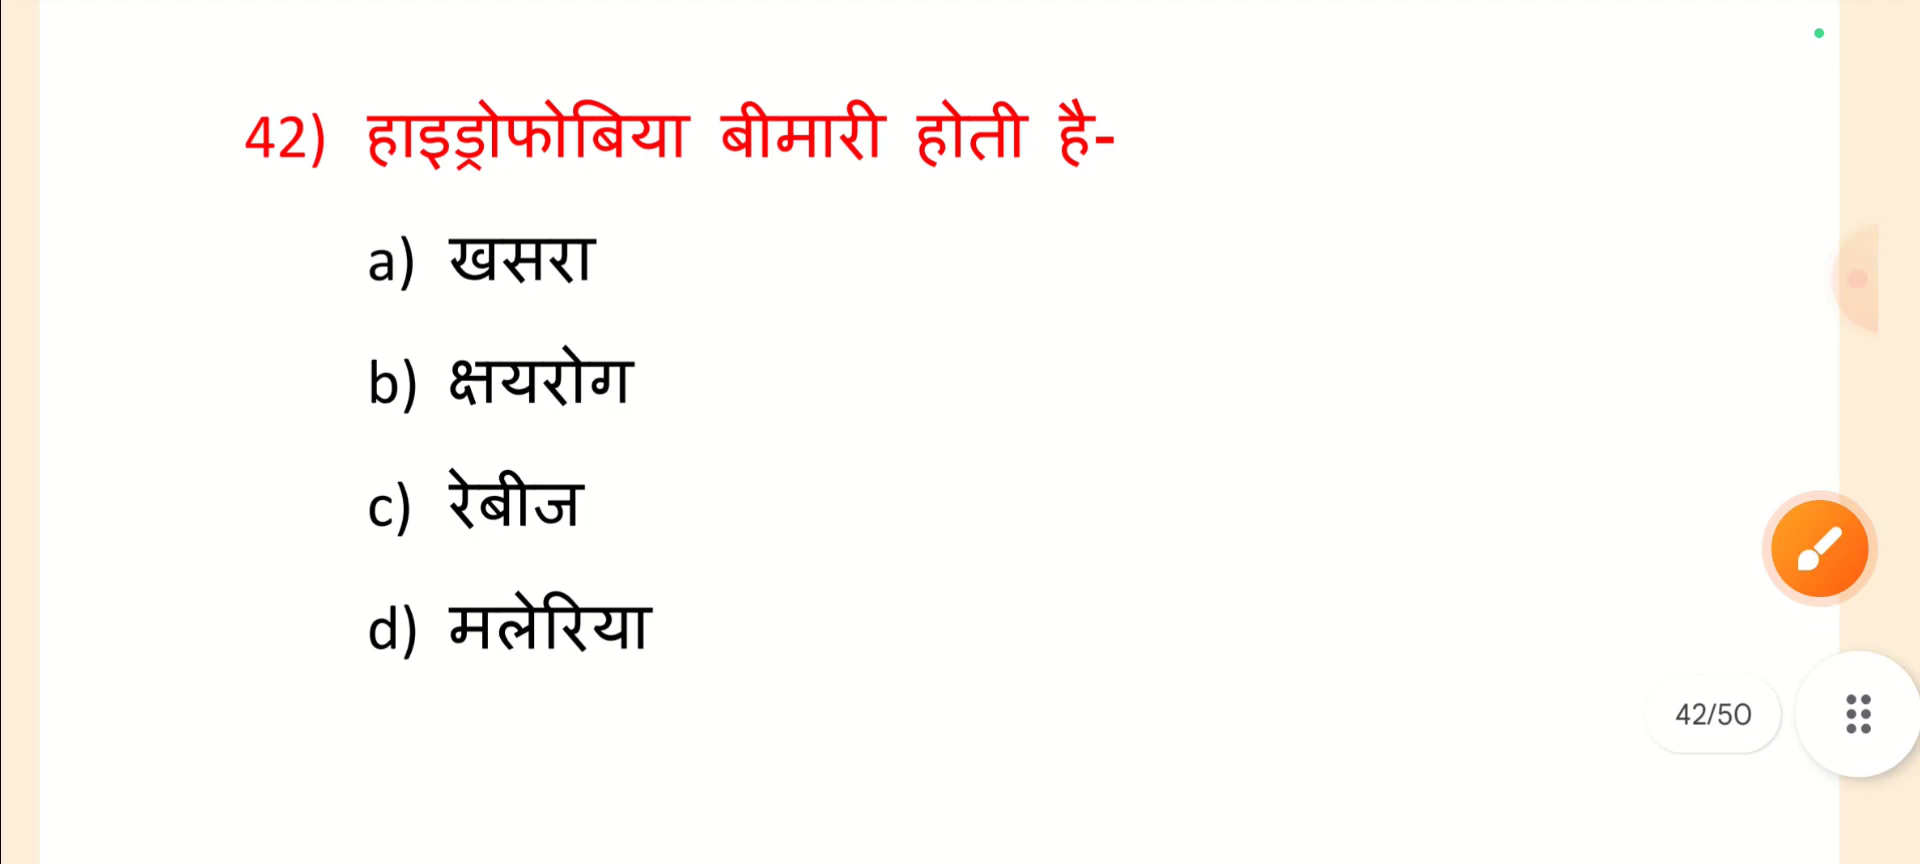 42) हाइड्रोफोबिया बीमारी होती है-
a) खसरा
b) क्षयरोग
c) रेबीज
d) मलेरिया
42/50